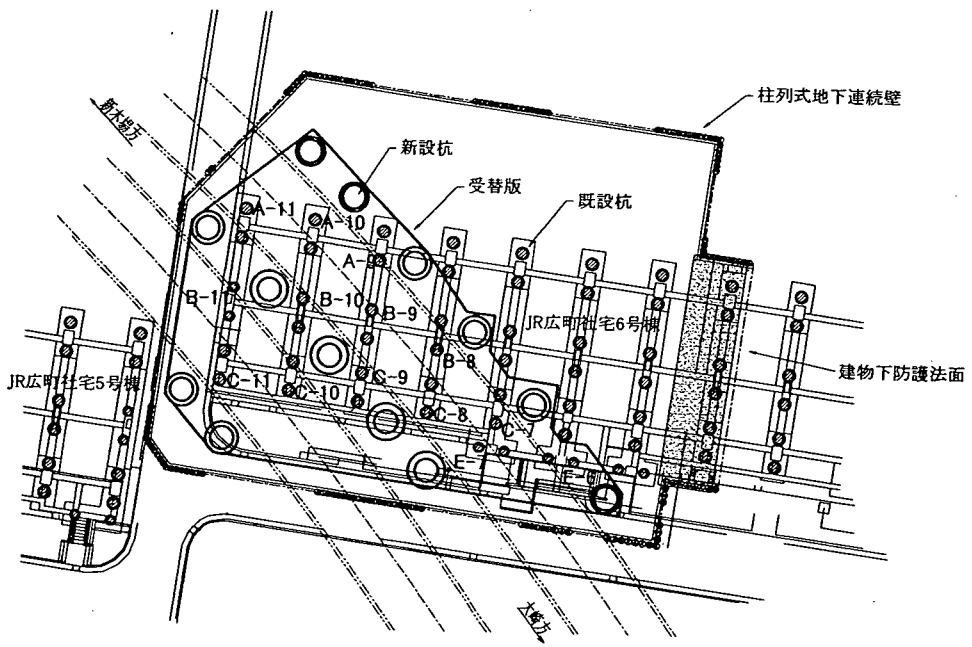 柱列式地下連続壁
新木場方
新設杭
受替版
既設杭
A-11
A-10
A-9
B-11
B-10
B-9
JR広町社宅6号棟
B-8
JR広町社宅5号棟
C-11
C-10
C-9
C-8
C-7
建物下防護法面
E-7
E-6
大崎方